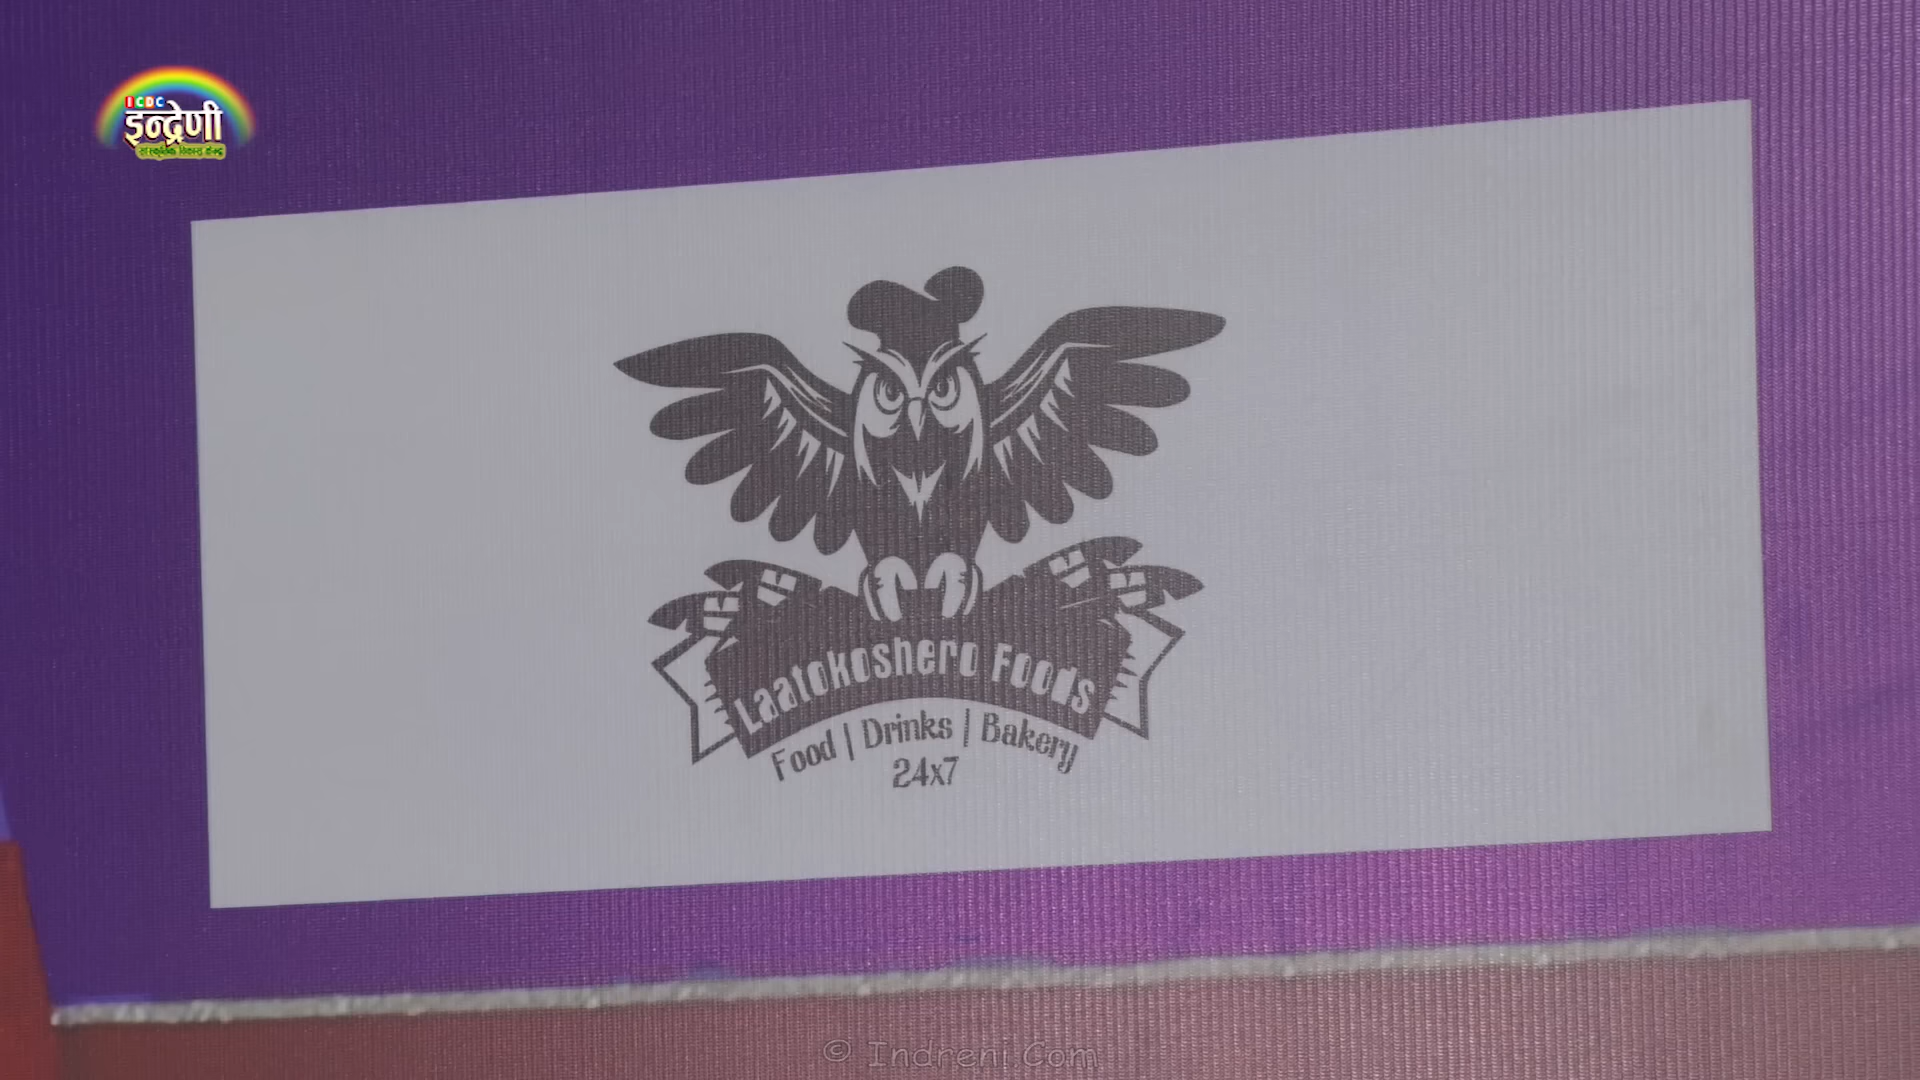 ICDC
इन्द्रेणी
सांस्कृतिक विकास केन्द्र
Laatokoshero Foods
Food | Drinks | Bakery
24x7
© Indreni.Com